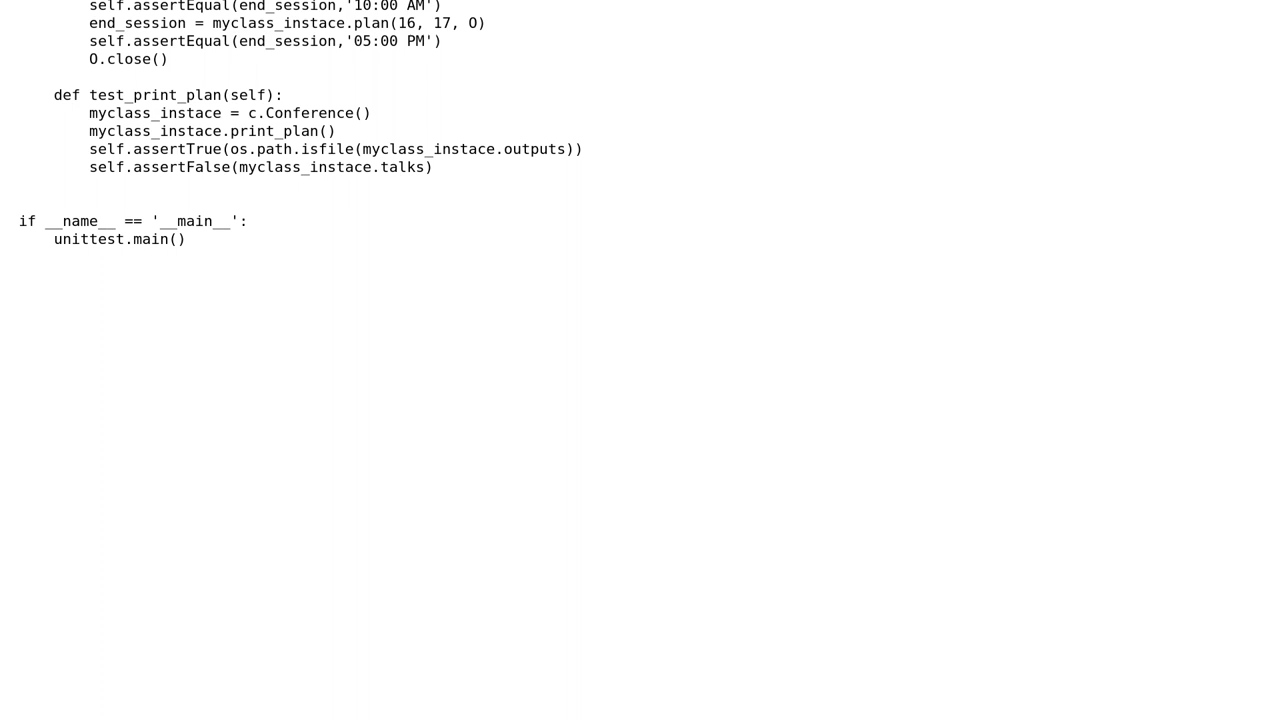 self.assertEqual(end_session,'10:00 AM')
        end_session = myclass_instace.plan(16, 17, O)
        self.assertEqual(end_session,'05:00 PM')
        O.close()

    def test_print_plan(self):
        myclass_instace = c.Conference()
        myclass_instace.print_plan()
        self.assertTrue(os.path.isfile(myclass_instace.outputs))
        self.assertFalse(myclass_instace.talks)


if __name__ == '__main__':
    unittest.main()